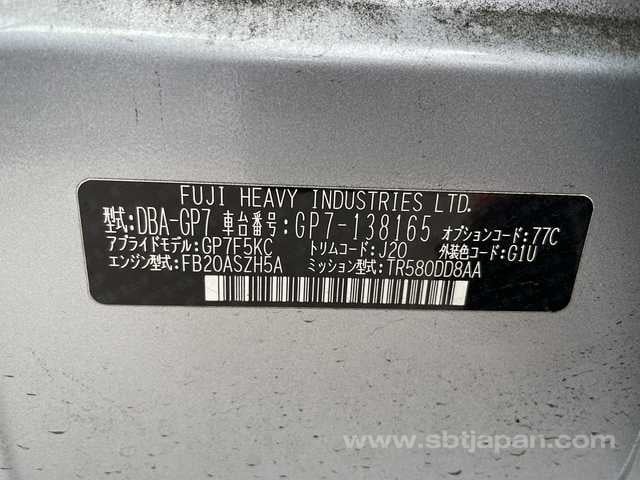 FUJI HEAVY INDUSTRIES LTD.
型式:DBA-GP7 車台番号:GP7-138165 オプションコード:77C
アプライドモデル:GP7F5KC トリムコード:J20 外装色コード:G1U
エンジン型式:FB20ASZH5A ミッション型式:TR580DD8AA
www.sbtjapan.com